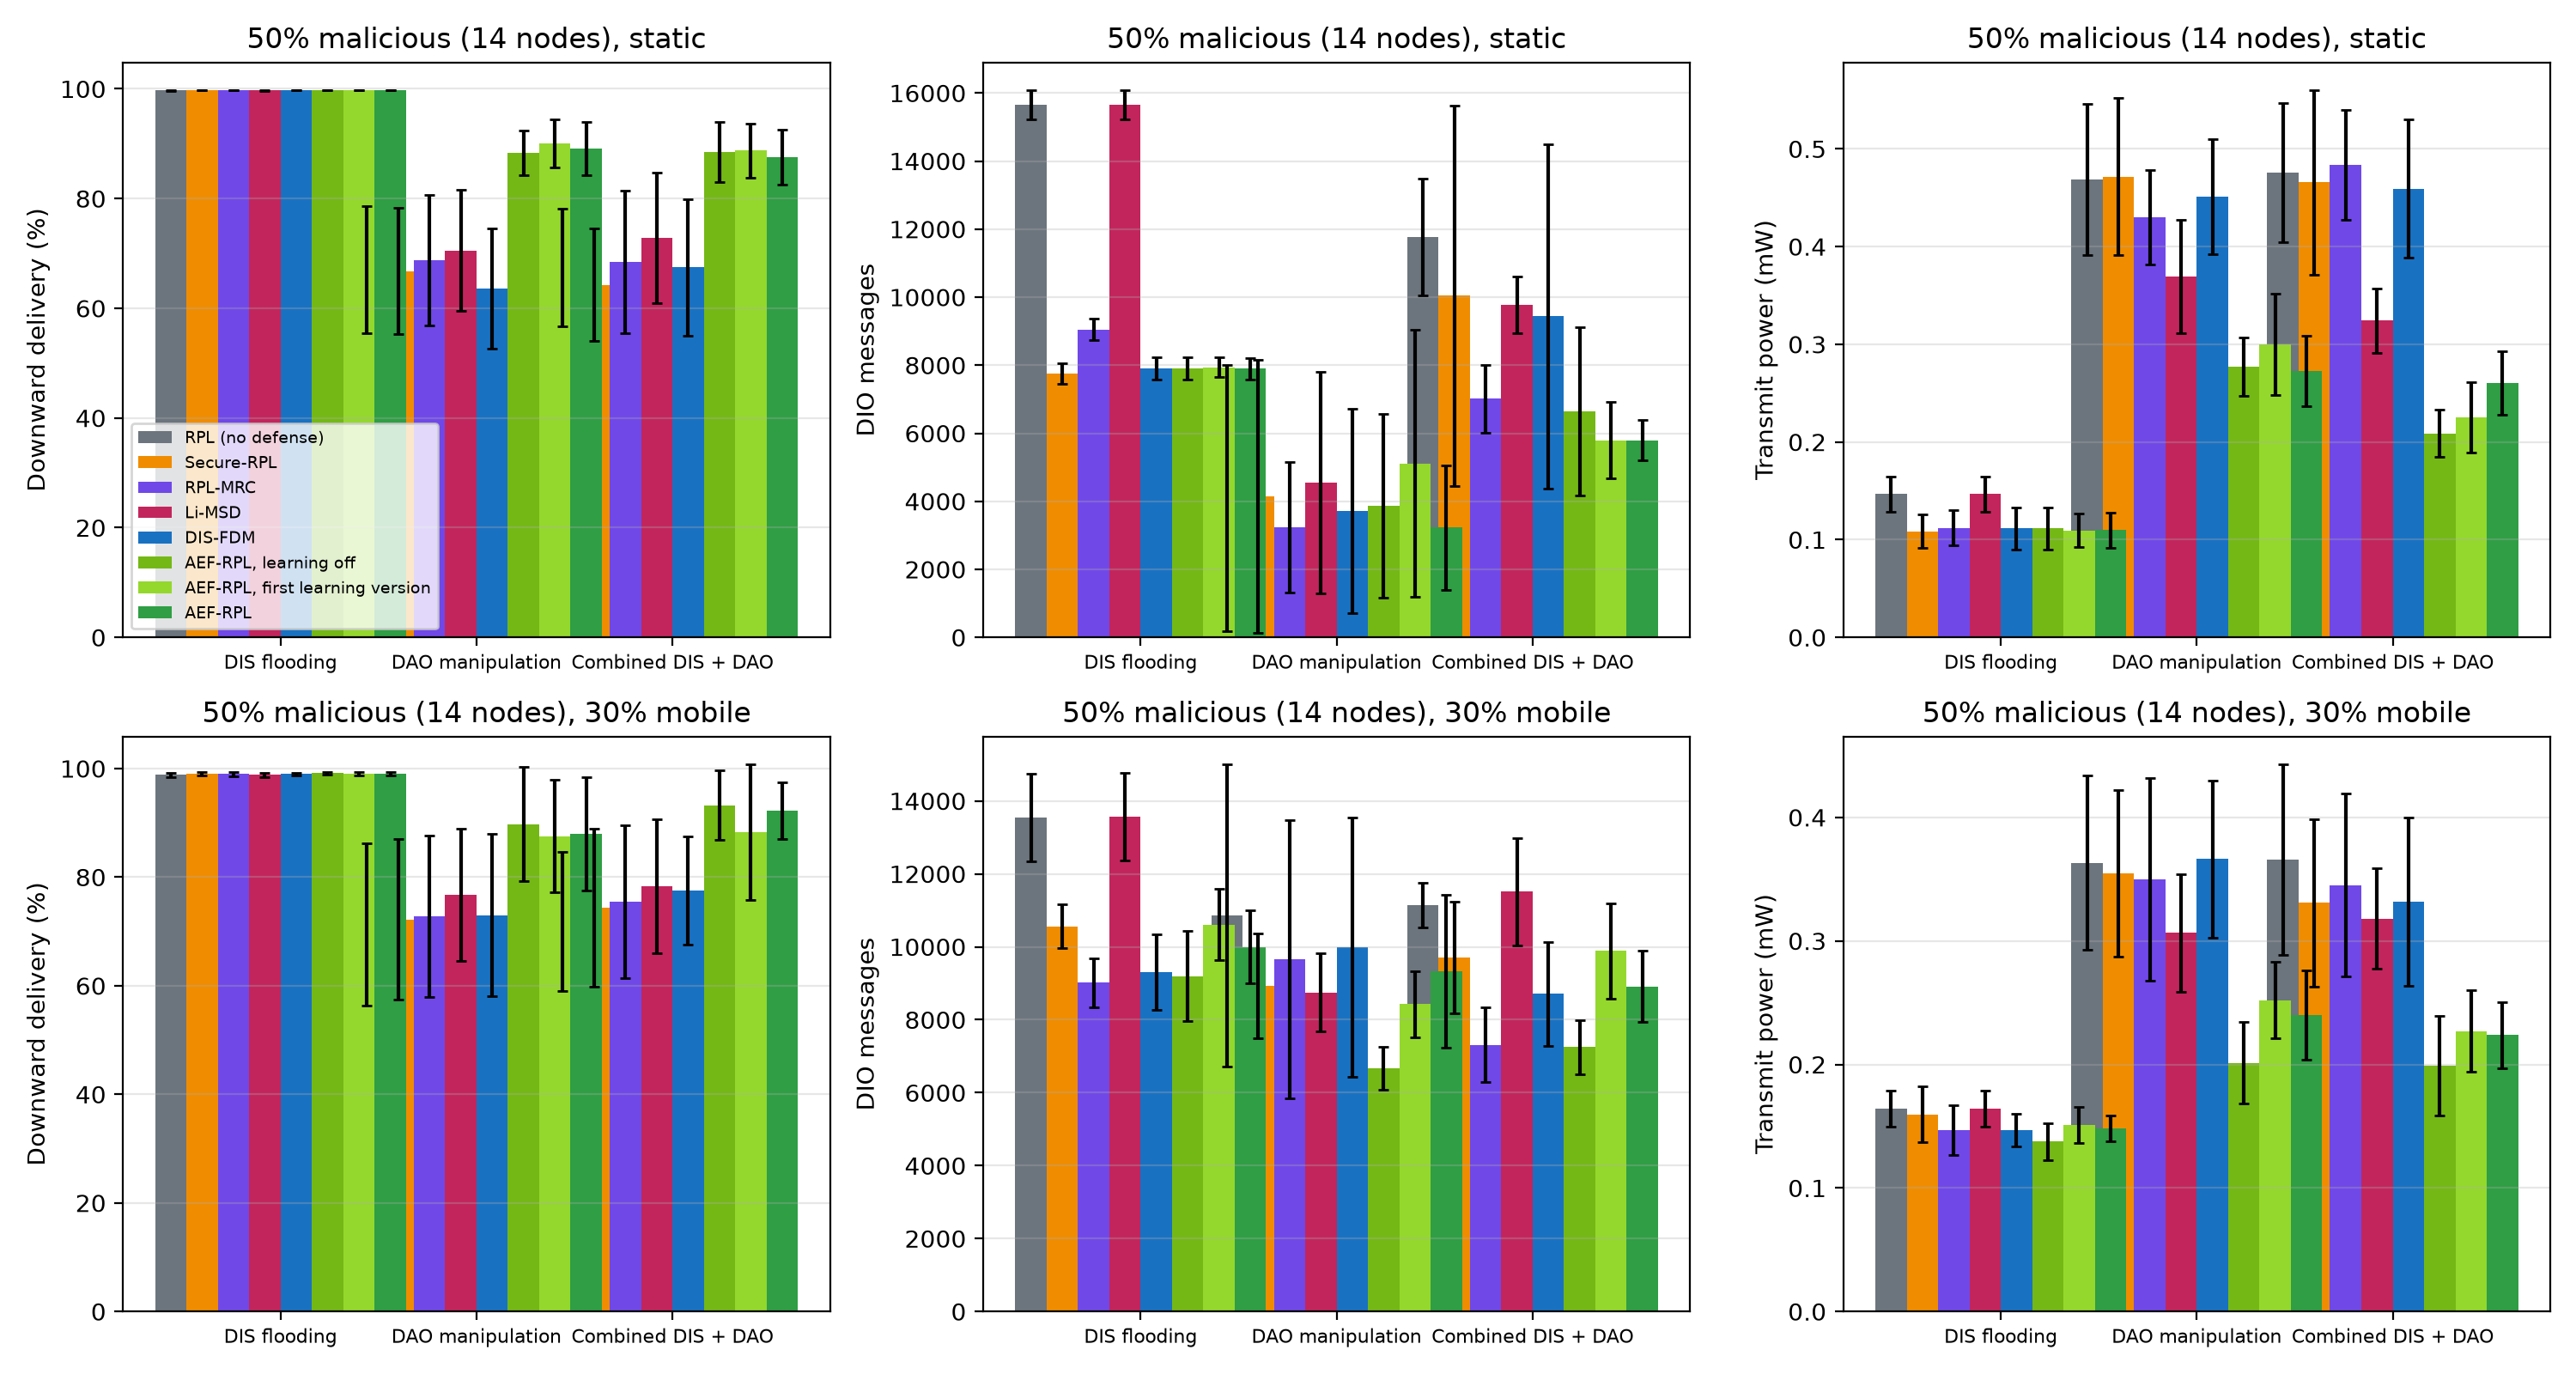 50% malicious (14 nodes), static
Downward delivery (%)
100
80
60
40
20
0
RPL (no defense)
Secure-RPL
RPL-MRC
Li-MSD
DIS-FDM
AEF-RPL, learning off
AEF-RPL, first learning version
AEF-RPL
DIS flooding
DAO manipulation
Combined DIS + DAO
50% malicious (14 nodes), static
DIO messages
16000
14000
12000
10000
8000
6000
4000
2000
0
DIS flooding
DAO manipulation
Combined DIS + DAO
50% malicious (14 nodes), static
Transmit power (mW)
0.5
0.4
0.3
0.2
0.1
0.0
DIS flooding
DAO manipulation
Combined DIS + DAO
50% malicious (14 nodes), 30% mobile
Downward delivery (%)
100
80
60
40
20
0
DIS flooding
DAO manipulation
Combined DIS + DAO
50% malicious (14 nodes), 30% mobile
DIO messages
14000
12000
10000
8000
6000
4000
2000
0
DIS flooding
DAO manipulation
Combined DIS + DAO
50% malicious (14 nodes), 30% mobile
Transmit power (mW)
0.4
0.3
0.2
0.1
0.0
DIS flooding
DAO manipulation
Combined DIS + DAO